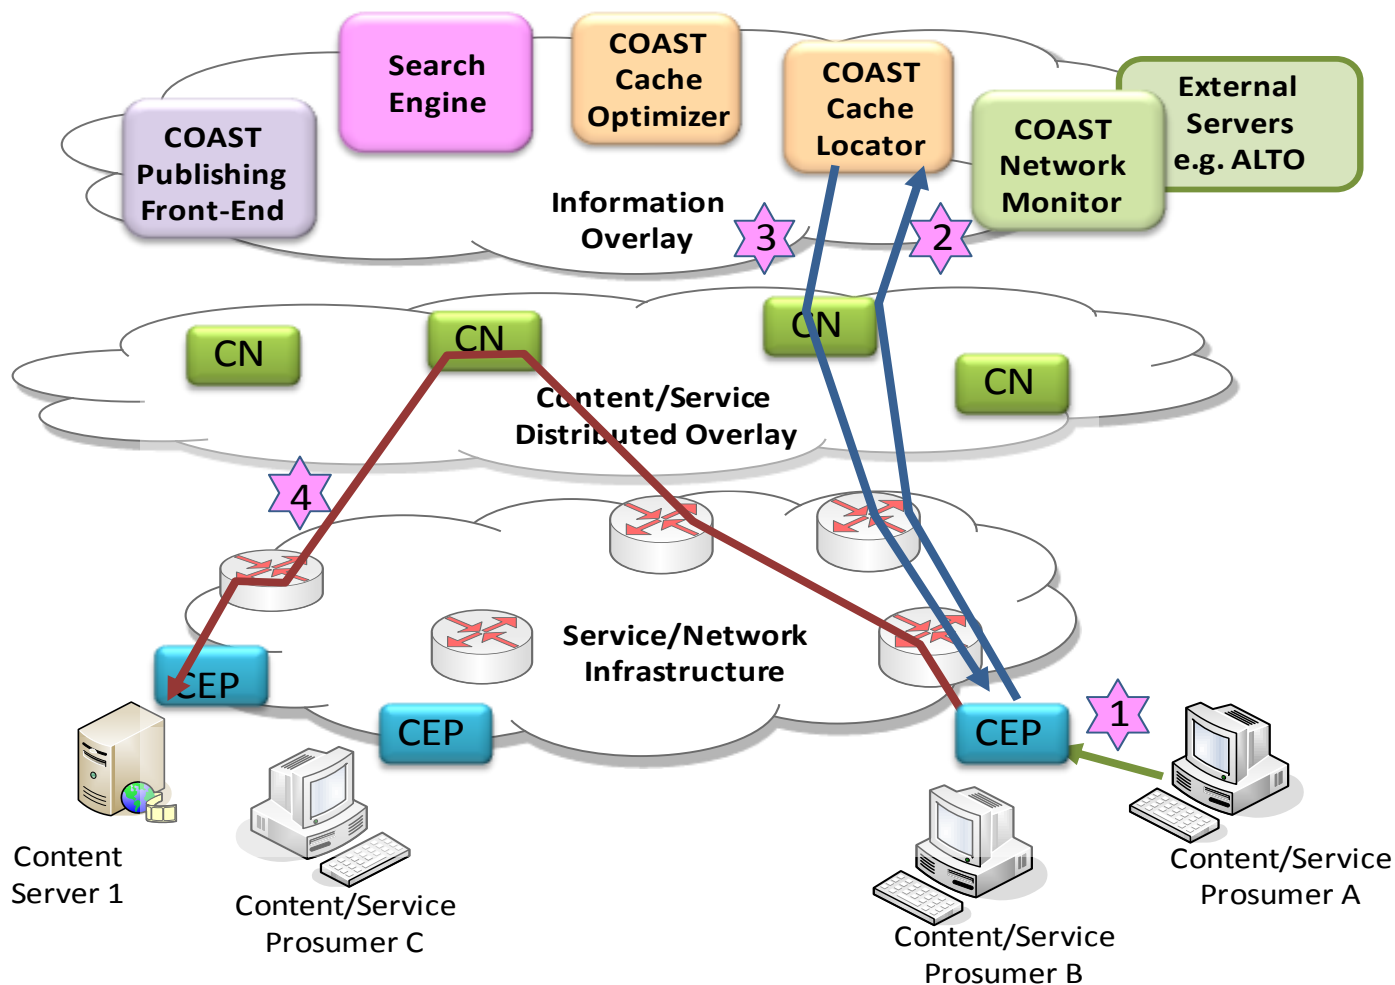 Search
Engine
COAST
Cache
Optimizer
COAST
Cache
Locator
External
Servers
e.g. ALTO
COAST
Publishing
Front-End
COAST
Network
Monitor
Information
Overlay
3
2
CN
CN
CN
CN
Content/Service
Distributed Overlay
4
Service/Network
Infrastructure
CEP
CEP
CEP
1
Content
Server 1
Content/Service
Prosumer C
Content/Service
Prosumer B
Content/Service
Prosumer A